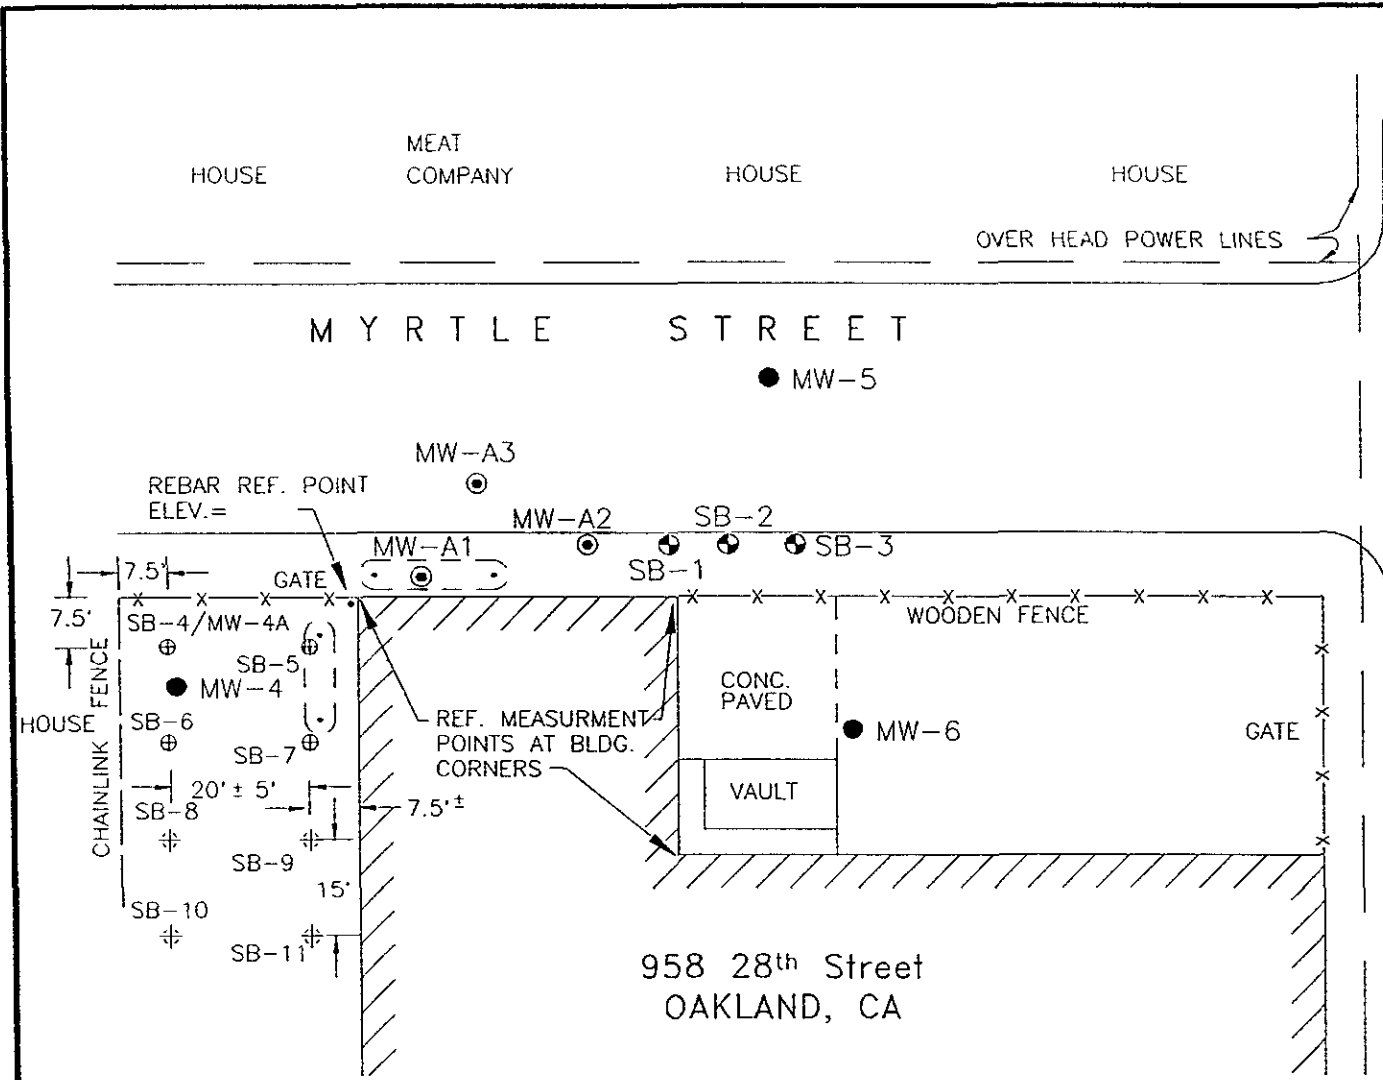 MEAT
HOUSE COMPANY HOUSE HOUSE
OVER HEAD POWER LINES
MYRTLE STREET
MW-5
MW-A3
REBAR REF. POINT
ELEV.=
MW-A2
SB-2
MW-A1
SB-3
SB-1
7.5'
GATE
7.5'
SB-4/MW-4A
WOODEN FENCE
SB-5
CHAINLINK FENCE
MW-4
CONC.
PAVED
HOUSE
SB-6
REF. MEASURMENT
POINTS AT BLDG.
CORNERS
MW-6
GATE
SB-7
20' ± 5'
VAULT
SB-8
7.5'±
SB-9
15'
SB-10
SB-11
958 28th Street
OAKLAND, CA